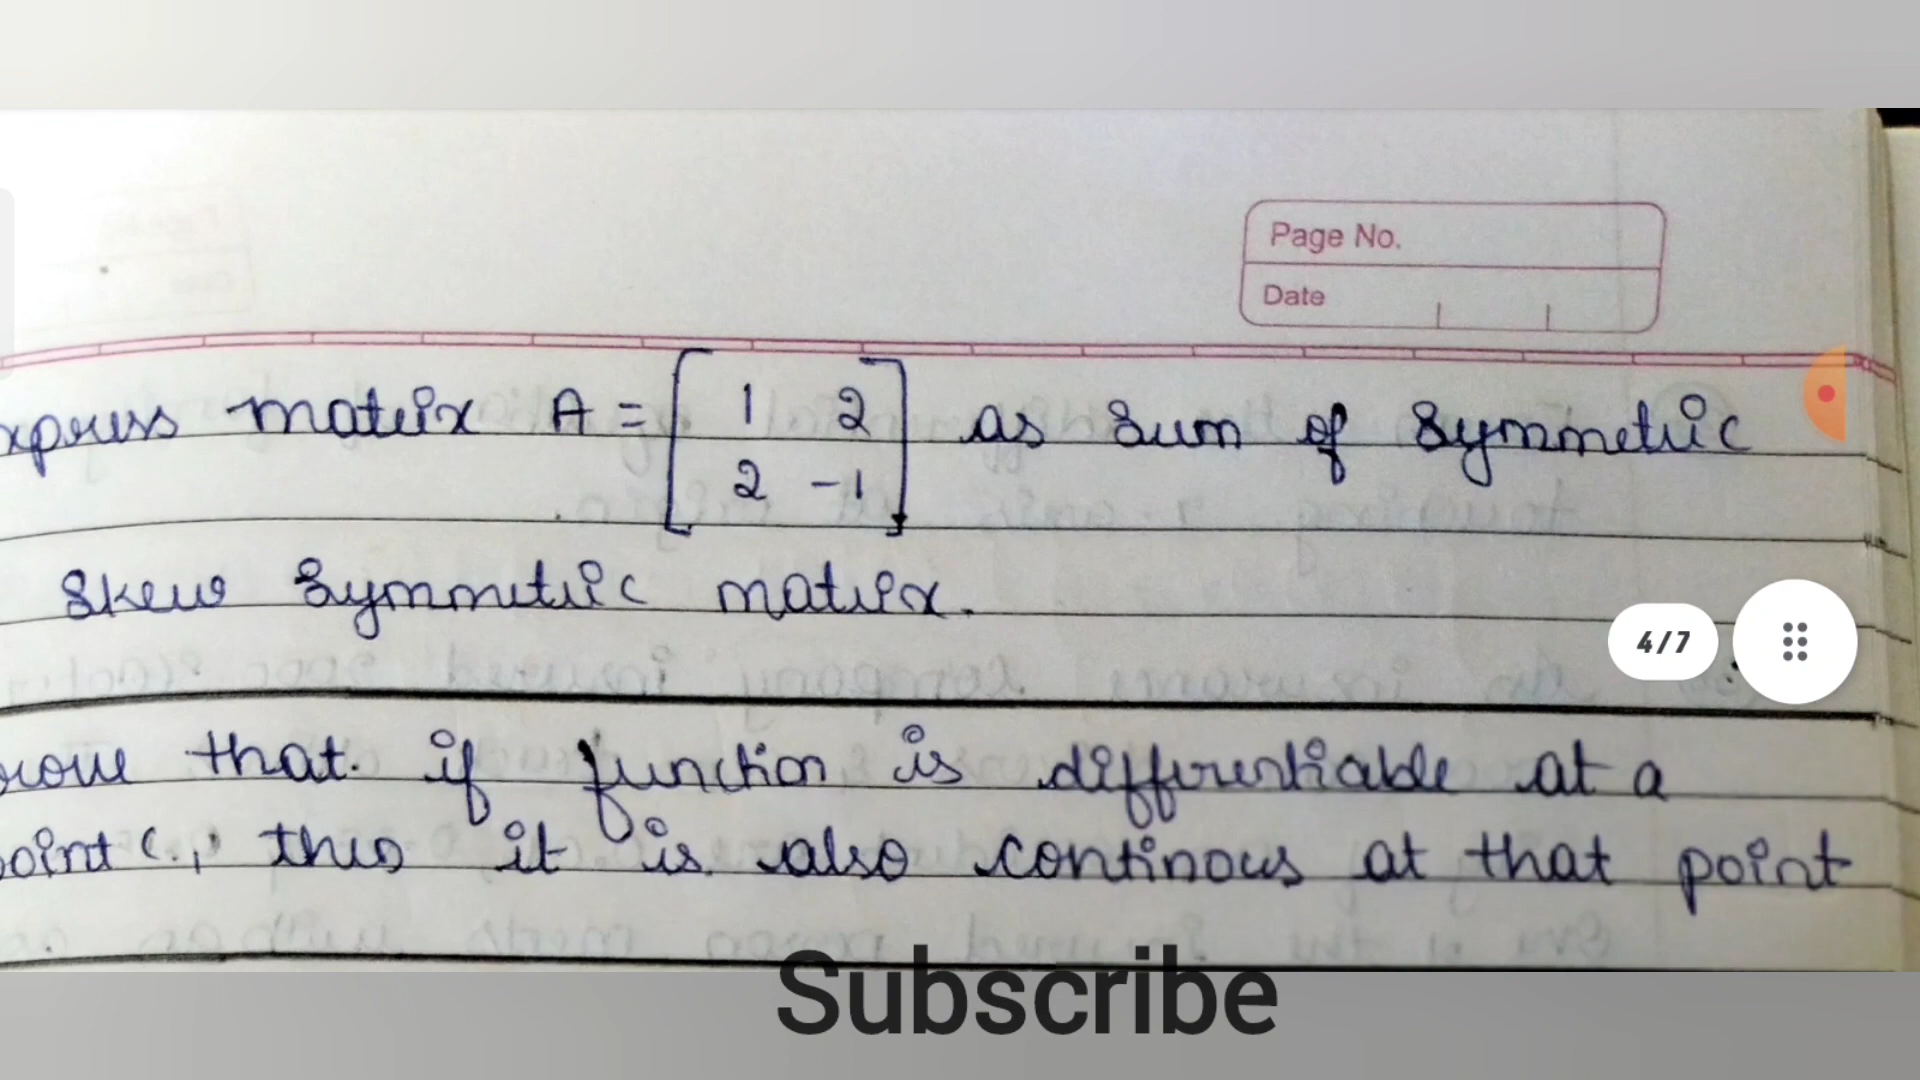 Page No.
Date
xpress matrix A = [ 1 2 as Sum of Symmetric
2 -1 ]
Skew Symmetric matrix.
4/7
rove that. if function is differentiable at a
oint c, then it is also continous at that point
Subscribe